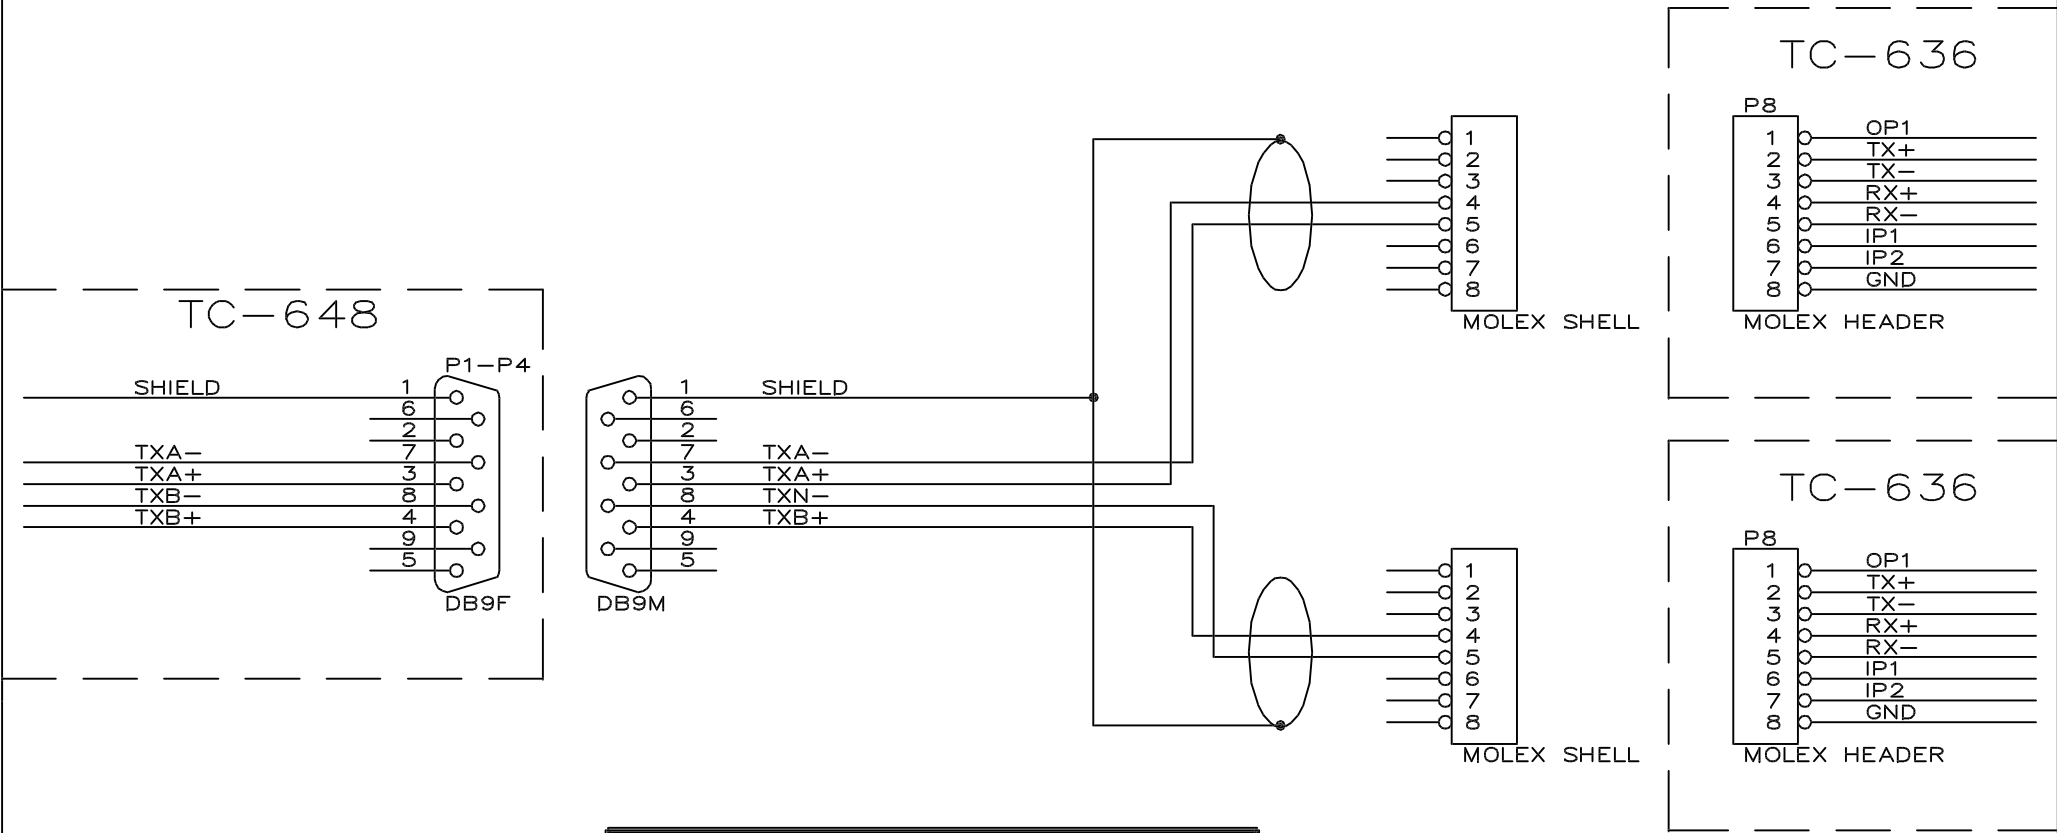 TC-636
P8
1 OP1
2 TX+
3 TX-
4 RX+
5 RX-
6 IP1
7 IP2
8 GND
MOLEX HEADER
1
2
3
4
5
6
7
8
MOLEX SHELL
TC-648
P1-P4
SHIELD 1
6
2
TXA- 7
TXA+ 3
TXB- 8
TXB+ 4
9
5
DB9F
1 SHIELD
6
2
7 TXA-
3 TXA+
8 TXN-
4 TXB+
9
5
DB9M
1
2
3
4
5
6
7
8
MOLEX SHELL
TC-636
P8
1 OP1
2 TX+
3 TX-
4 RX+
5 RX-
6 IP1
7 IP2
8 GND
MOLEX HEADER